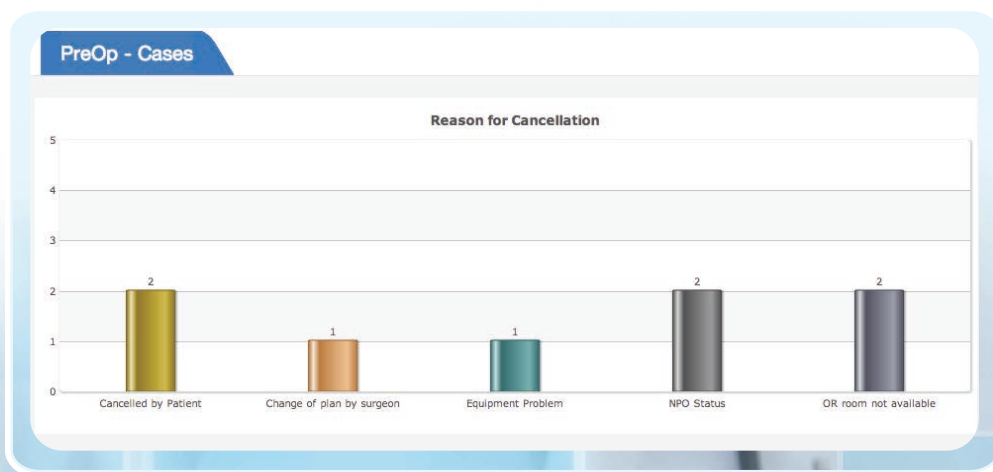 PreOp - Cases
Reason for Cancellation
5
4
3
2
1
0
2
1
1
2
2
Cancelled by Patient
Change of plan by surgeon
Equipment Problem
NPO Status
OR room not available